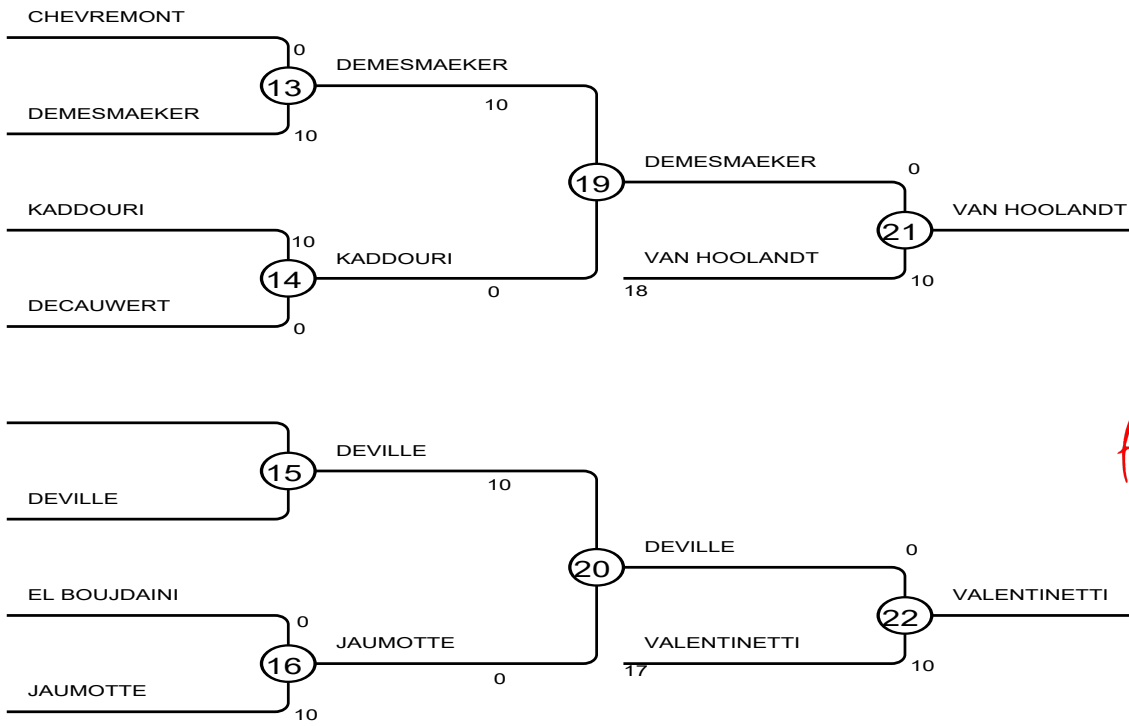 CHEVREMONT
0
13
DEMESMAEKER
10
DEMESMAEKER
10
19
DEMESMAEKER
0
KADDOURI
10
14
KADDOURI
0
DECAUWERT
0
VAN HOOLANDT
18
21
10
VAN HOOLANDT
15
DEVILLE
10
DEVILLE
20
DEVILLE
0
EL BOUJDAINI
0
16
JAUMOTTE
0
JAUMOTTE
10
VALENTINETTI
17
22
10
VALENTINETTI